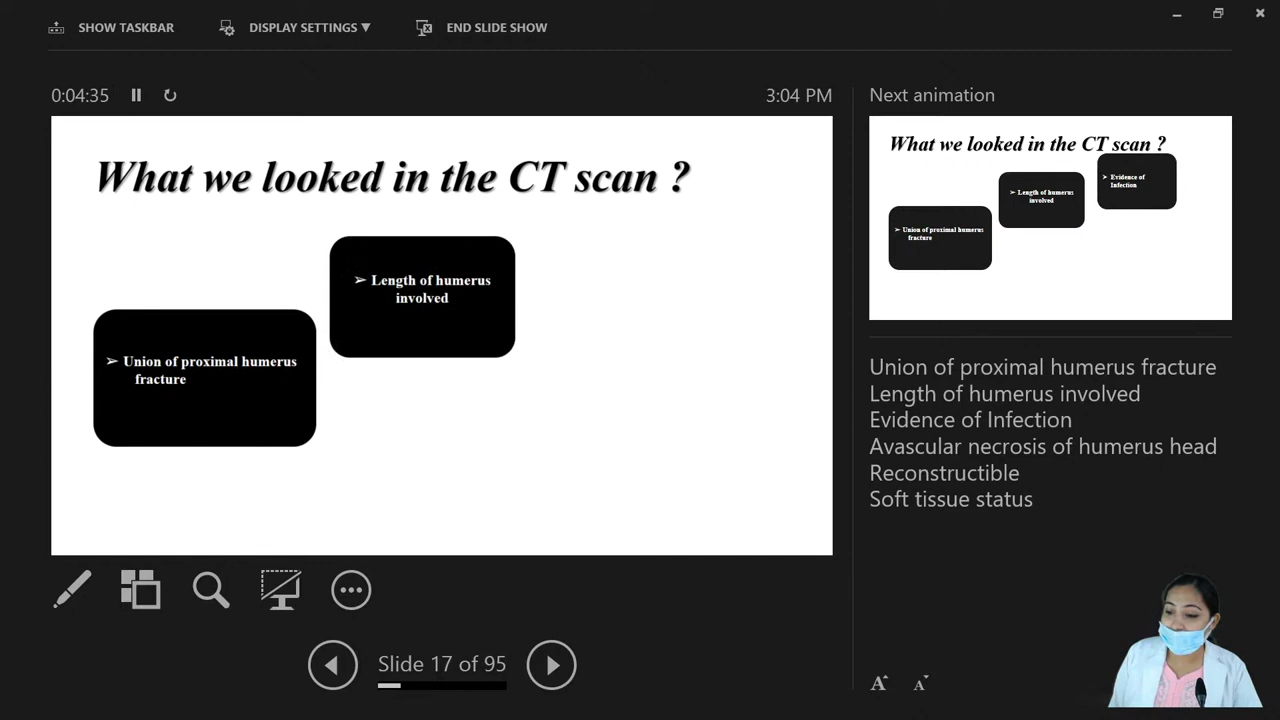 SHOW TASKBAR
DISPLAY SETTINGS ▼
END SLIDE SHOW
0:04:35
3:04 PM
What we looked in the CT scan ?
➢ Length of humerus
involved
➢ Union of proximal humerus
fracture
Slide 17 of 95
Next animation
What we looked in the CT scan ?
➢ Evidence of
Infection
➢ Length of humerus
involved
➢ Union of proximal humerus
fracture
Union of proximal humerus fracture
Length of humerus involved
Evidence of Infection
Avascular necrosis of humerus head
Reconstructible
Soft tissue status
A A